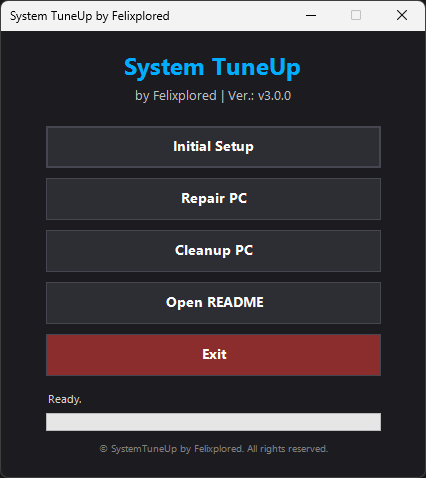 System TuneUp by Felixplored
System TuneUp
by Felixplored | Ver.: v3.0.0
Initial Setup
Repair PC
Cleanup PC
Open README
Exit
Ready.
© SystemTuneUp by Felixplored. All rights reserved.